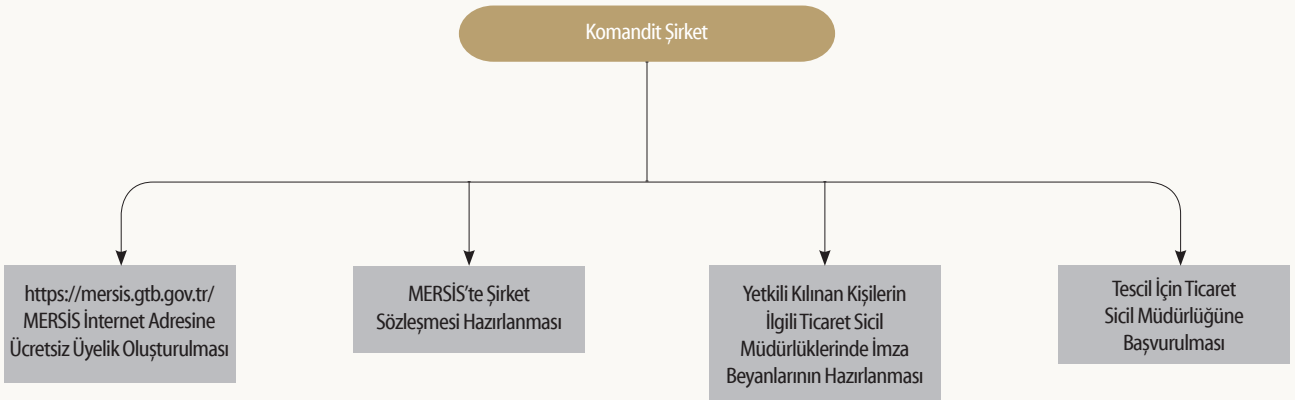 Komandit Şirket
https://mersis.gtb.gov.tr/
MERSİS İnternet Adresine
Ücretsiz Üyelik Oluşturulması
MERSİS’te Şirket
Sözleşmesi Hazırlanması
Yetkili Kılınan Kişilerin
İlgili Ticaret Sicil
Müdürlüklerinde İmza
Beyanlarının Hazırlanması
Tescil İçin Ticaret
Sicil Müdürlüğüne
Başvurulması